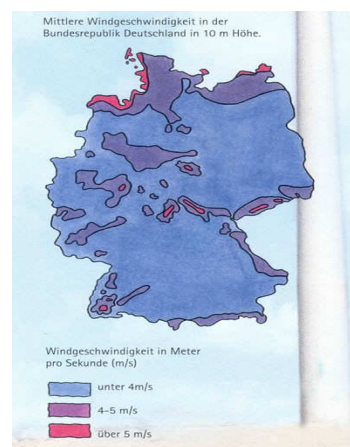 Mittlere Windgeschwindigkeit in der
Bundesrepublik Deutschland in 10 m Höhe.
Windgeschwindigkeit in Meter
pro Sekunde (m/s)
unter 4m/s
4-5 m/s
über 5 m/s